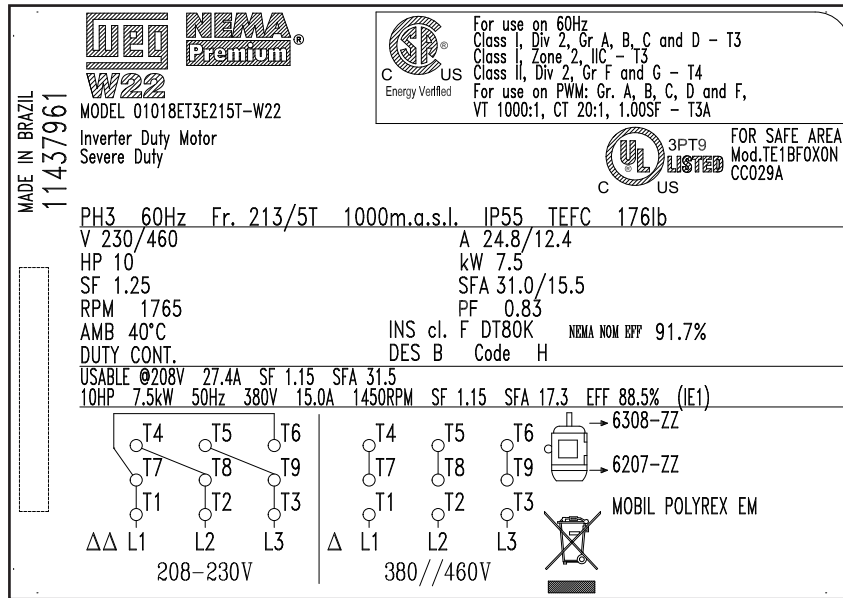 WEG NEMA Premium®
W22
MADE IN BRAZIL
11437961
MODEL 01018ET3E215T-W22
Inverter Duty Motor
Severe Duty
CSA ® C US
Energy Verified
For use on 60Hz
Class I, Div 2, Gr A, B, C and D - T3
Class I, Zone 2, IIC - T3
Class II, Div 2, Gr F and G - T4
For use on PWM: Gr. A, B, C, D and F,
VT 1000:1, CT 20:1, 1.00SF - T3A
C UL ® US 3PT9 LISTED
FOR SAFE AREA
Mod.TE1BF0X0N
CC029A
PH3 60Hz Fr. 213/5T 1000m.a.s.l. IP55 TEFC 176lb
V 230/460 A 24.8/12.4
HP 10 kW 7.5
SF 1.25 SFA 31.0/15.5
RPM 1765 PF 0.83
AMB 40°C INS cl. F DT80K NEMA NOM EFF 91.7%
DUTY CONT. DES B Code H
USABLE @208V 27.4A SF 1.15 SFA 31.5
10HP 7.5kW 50Hz 380V 15.0A 1450RPM SF 1.15 SFA 17.3 EFF 88.5% (IE1)
T4 T5 T6
T7 T8 T9
T1 T2 T3
ΔΔ L1 L2 L3
208-230V
T4 T5 T6
T7 T8 T9
T1 T2 T3
Δ L1 L2 L3
380//460V
6308-ZZ
6207-ZZ
MOBIL POLYREX EM